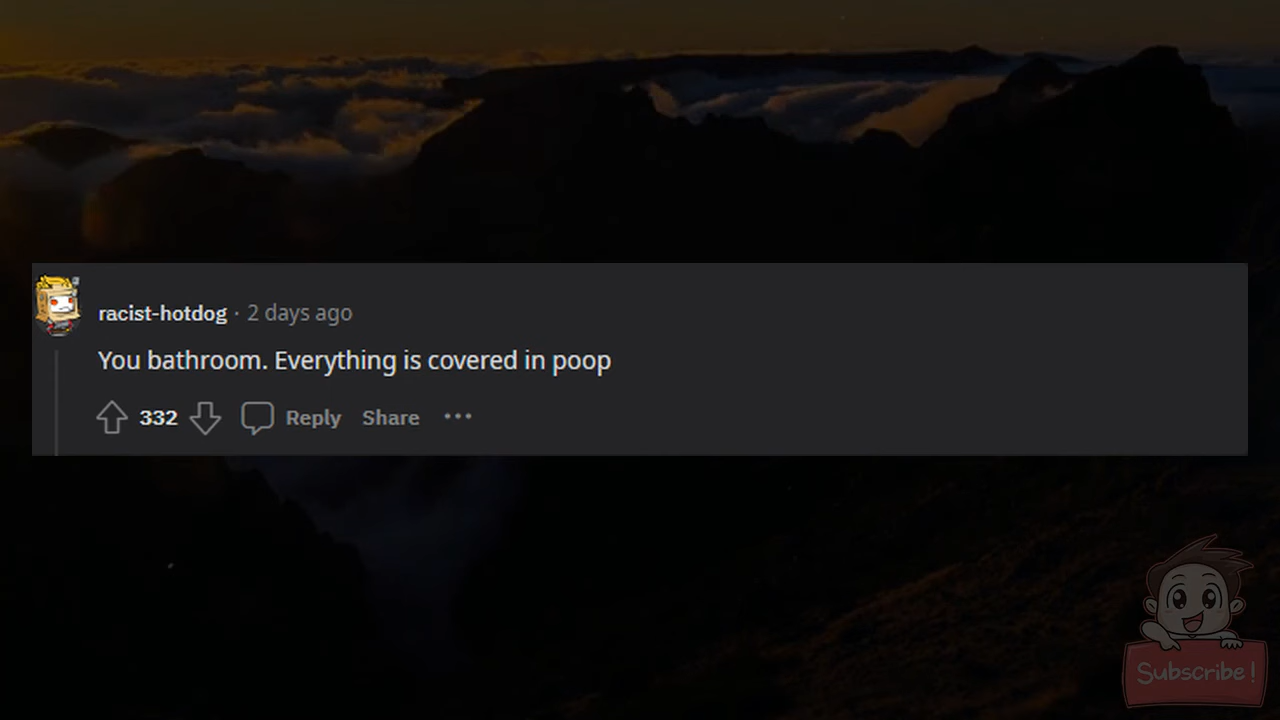 racist-hotdog · 2 days ago
You bathroom. Everything is covered in poop
332 Reply Share ···
Subscribe!